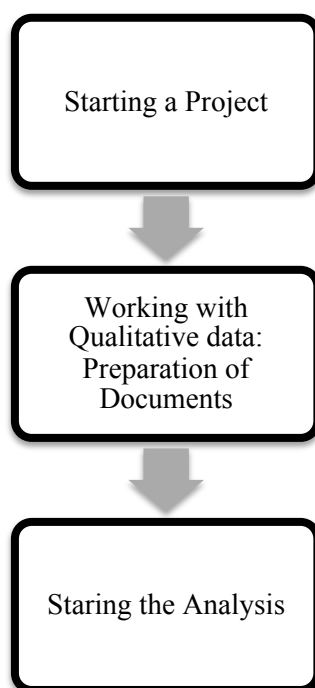 Starting a Project
Working with
Qualitative data:
Preparation of
Documents
Staring the Analysis